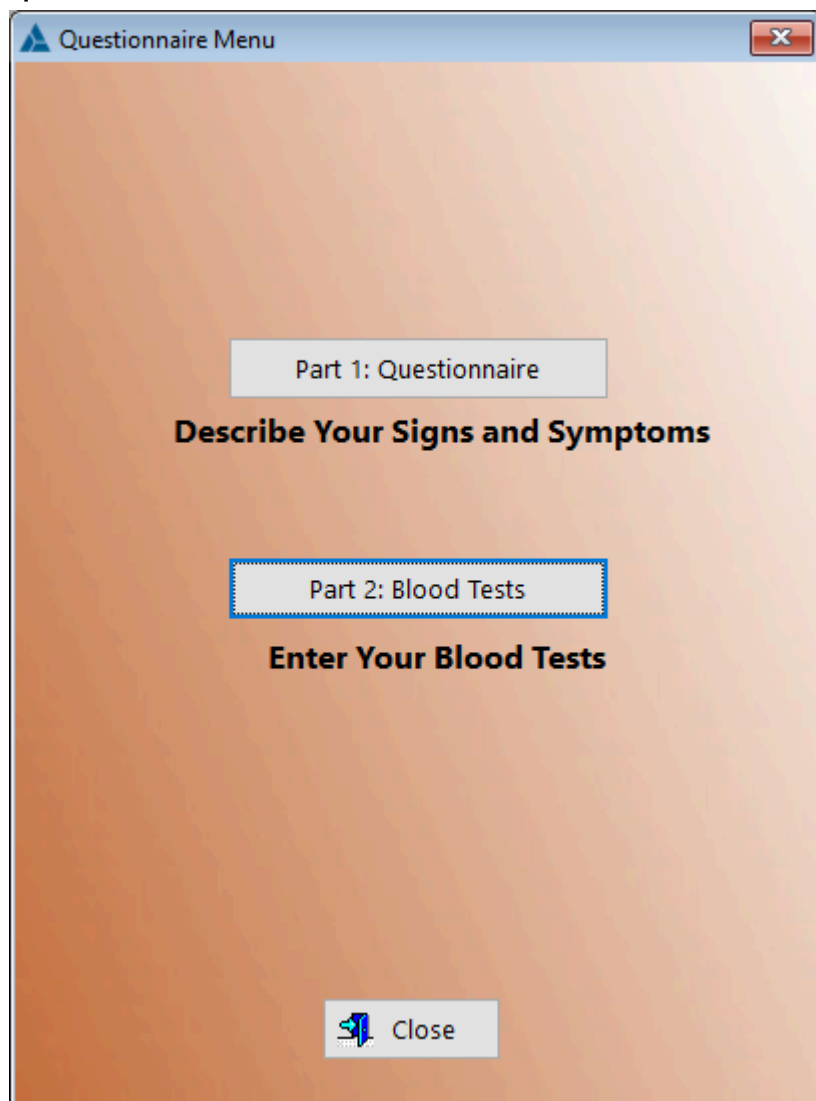 Questionnaire Menu
Part 1: Questionnaire
Describe Your Signs and Symptoms
Part 2: Blood Tests
Enter Your Blood Tests
Close